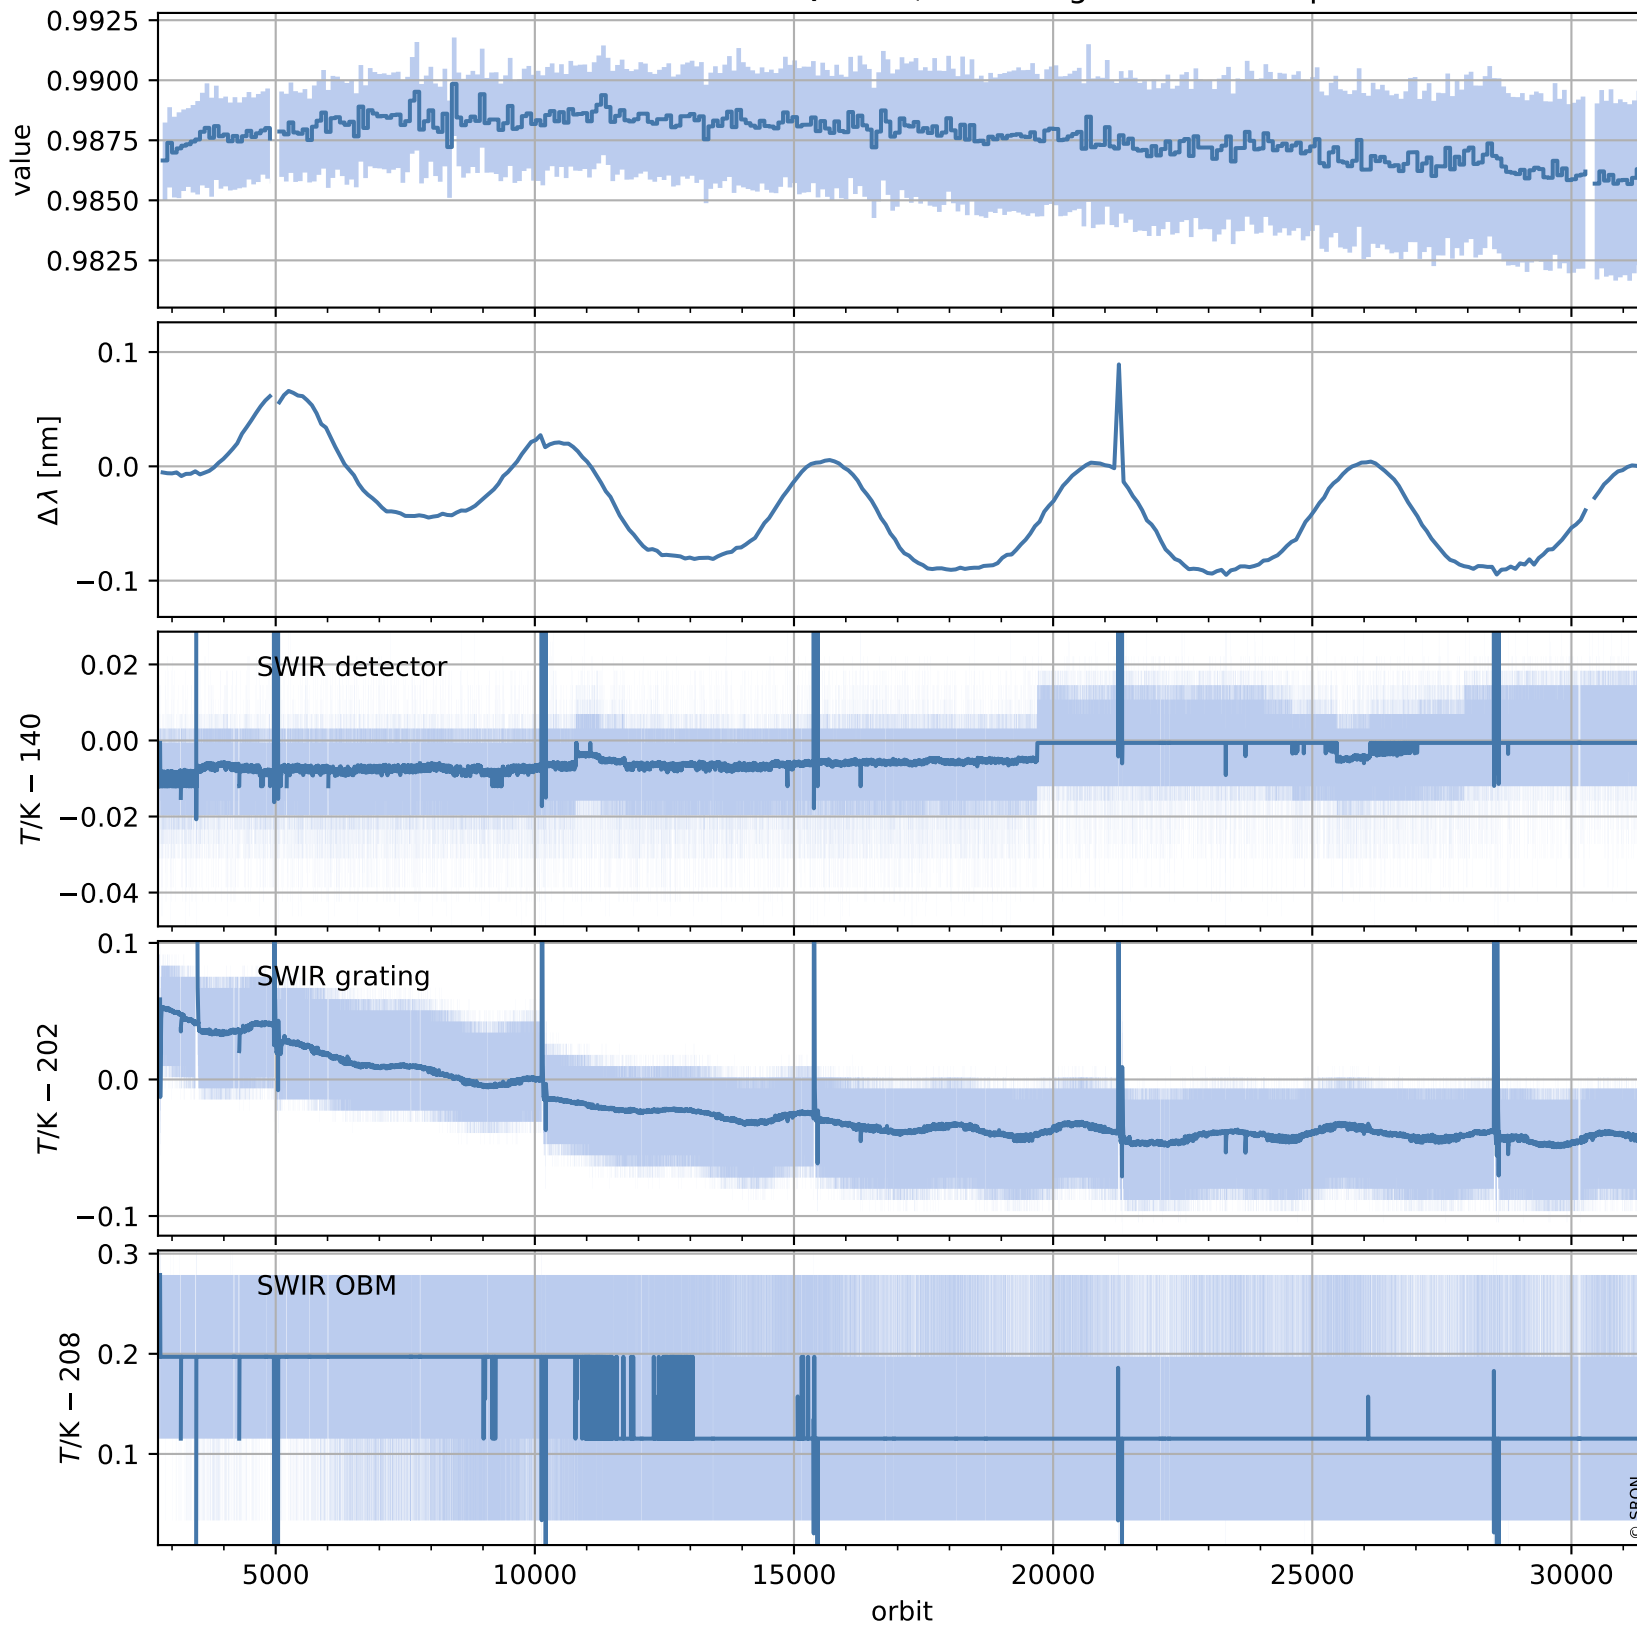 0.9925
0.9900
0.9875
0.9850
0.9825
value
0.1
0.0
−0.1
Δλ [nm]
SWIR detector
0.02
0.00
−0.02
−0.04
T/K − 140
SWIR grating
0.1
0.0
−0.1
T/K − 202
SWIR OBM
0.3
0.2
0.1
T/K − 208
© SRON
5000 10000 15000 20000 25000 30000
orbit